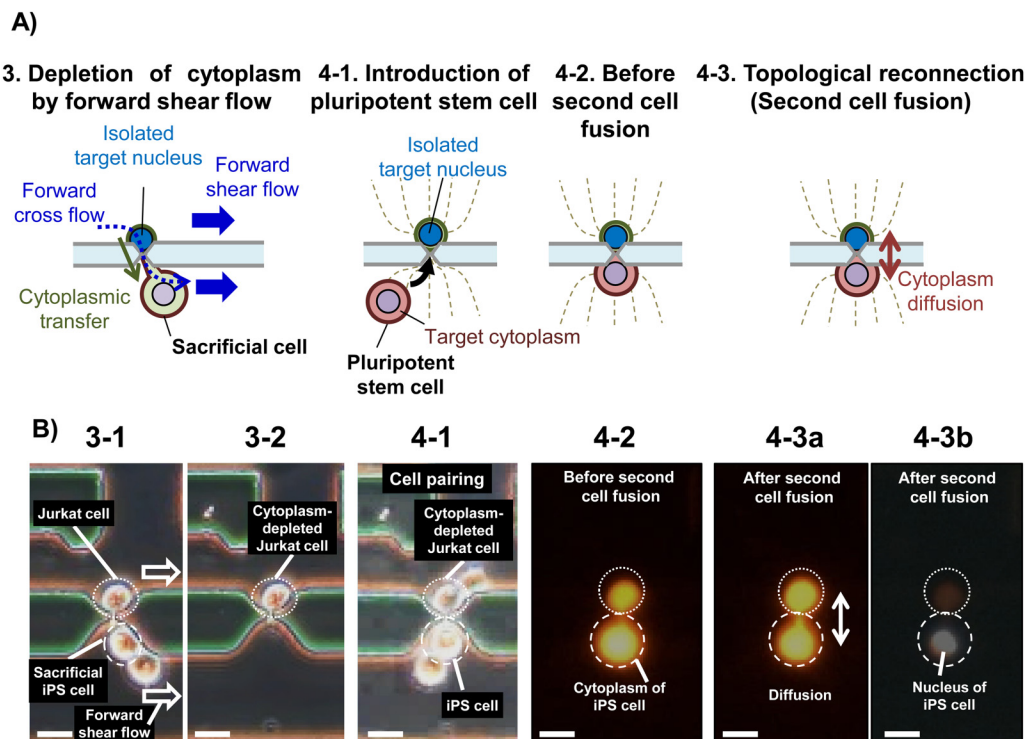 A)
3. Depletion of cytoplasm
by forward shear flow
4-1. Introduction of
pluripotent stem cell
4-2. Before
second cell
fusion
4-3. Topological reconnection
(Second cell fusion)
Isolated
target nucleus
Forward
cross flow
Forward
shear flow
Cytoplasmic
transfer
Sacrificial cell
Isolated
target nucleus
Target cytoplasm
Pluripotent
stem cell
Cytoplasm
diffusion
B)
3-1
3-2
4-1
4-2
4-3a
4-3b
Jurkat cell
Sacrificial
iPS cell
Forward
shear flow
Cytoplasm-
depleted
Jurkat cell
Cell pairing
Cytoplasm-
depleted
Jurkat cell
iPS cell
Before second
cell fusion
Cytoplasm of
iPS cell
After second
cell fusion
Diffusion
After second
cell fusion
Nucleus of
iPS cell